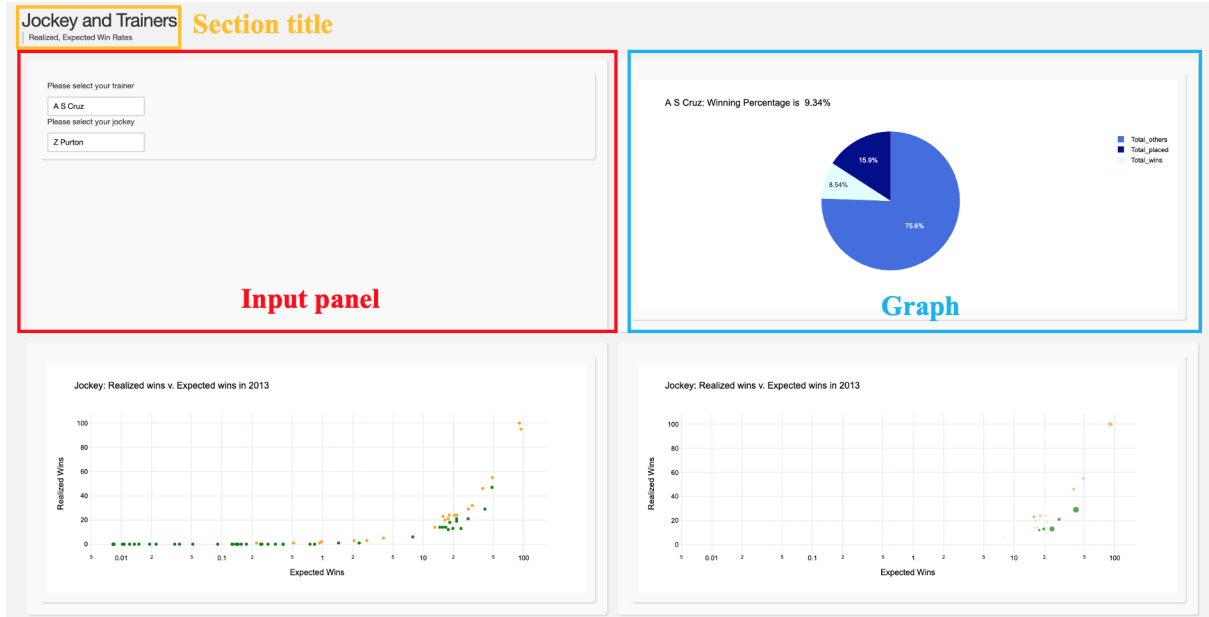 Jockey and Trainers
Section title
Realized, Expected Win Rates
Please select your trainer
A S Cruz
Please select your jockey
Z Purton
Input panel
A S Cruz: Winning Percentage is 9.34%
Total_others
Total_placed
Total_wins
15.9%
8.54%
75.6%
Graph
Jockey: Realized wins v. Expected wins in 2013
Realized Wins
100
80
60
40
20
0
5 0.01 2 5 0.1 2 5 1 2 5 10 2 5 100
Expected Wins
Jockey: Realized wins v. Expected wins in 2013
Realized Wins
100
80
60
40
20
0
5 0.01 2 5 0.1 2 5 1 2 5 10 2 5 100
Expected Wins